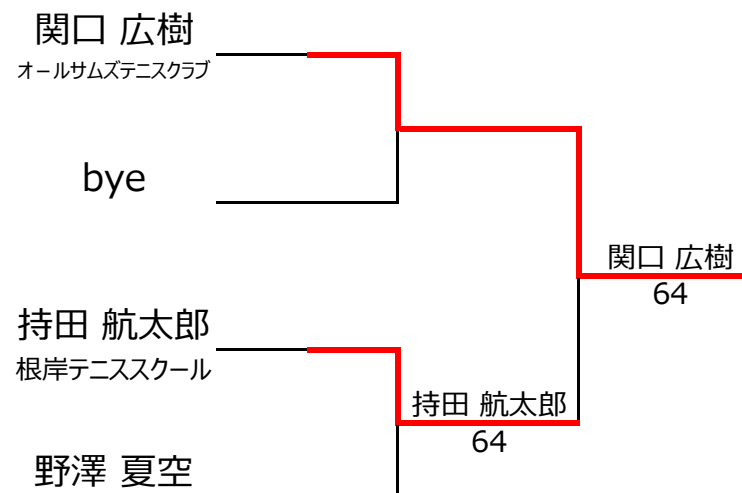 関口 広樹
オールサムズテニスクラブ
bye
関口 広樹
64
持田 航太郎
根岸テニススクール
持田 航太郎
64
野澤 夏空